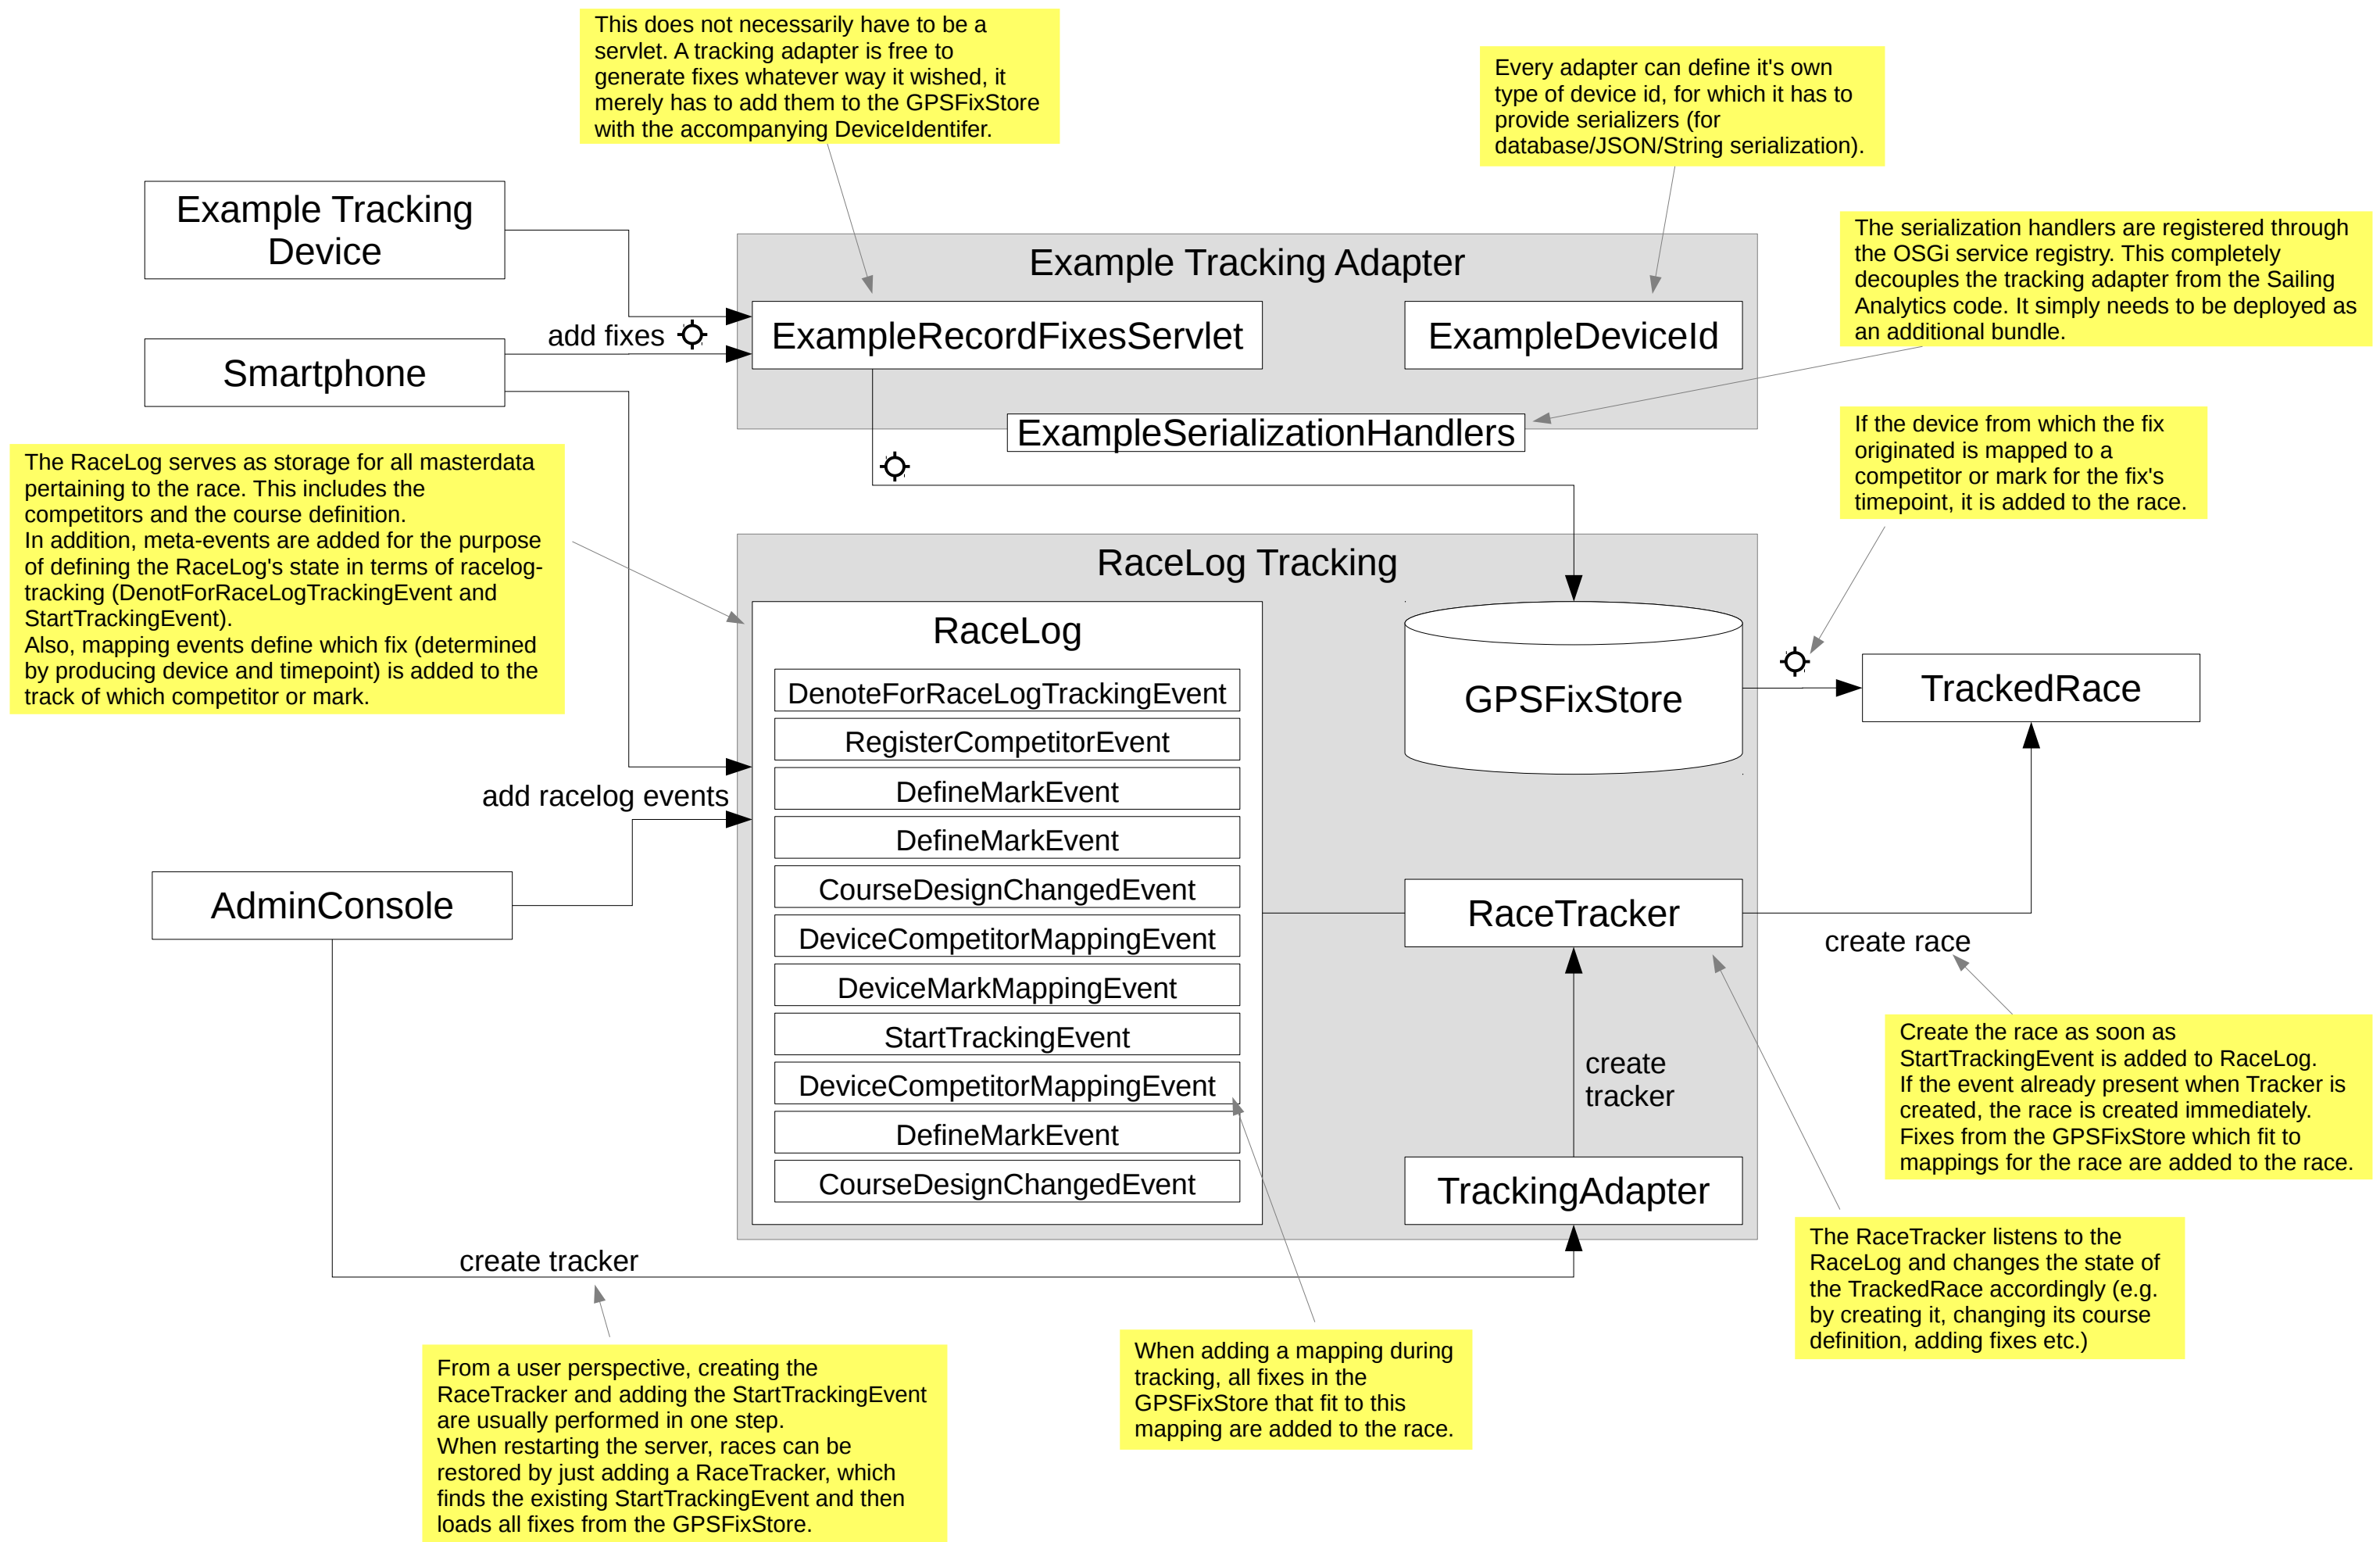 This does not necessarily have to be a
servlet. A tracking adapter is free to
generate fixes whatever way it wished, it
merely has to add them to the GPSFixStore
with the accompanying DeviceIdentifer.
Every adapter can define it's own
type of device id, for which it has to
provide serializers (for
database/JSON/String serialization).
Example Tracking
Device
The serialization handlers are registered through
the OSGi service registry. This completely
decouples the tracking adapter from the Sailing
Analytics code. It simply needs to be deployed as
an additional bundle.
Example Tracking Adapter
ExampleRecordFixesServlet
ExampleDeviceId
add fixes
Smartphone
ExampleSerializationHandlers
If the device from which the fix
originated is mapped to a
competitor or mark for the fix's
timepoint, it is added to the race.
The RaceLog serves as storage for all masterdata
pertaining to the race. This includes the
competitors and the course definition.
In addition, meta-events are added for the purpose
of defining the RaceLog's state in terms of racelog-
tracking (DenotForRaceLogTrackingEvent and
StartTrackingEvent).
Also, mapping events define which fix (determined
by producing device and timepoint) is added to the
track of which competitor or mark.
RaceLog Tracking
RaceLog
DenoteForRaceLogTrackingEvent
RegisterCompetitorEvent
DefineMarkEvent
DefineMarkEvent
CourseDesignChangedEvent
DeviceCompetitorMappingEvent
DeviceMarkMappingEvent
StartTrackingEvent
DeviceCompetitorMappingEvent
DefineMarkEvent
CourseDesignChangedEvent
GPSFixStore
TrackedRace
add racelog events
AdminConsole
RaceTracker
create race
create
tracker
TrackingAdapter
Create the race as soon as
StartTrackingEvent is added to RaceLog.
If the event already present when Tracker is
created, the race is created immediately.
Fixes from the GPSFixStore which fit to
mappings for the race are added to the race.
create tracker
The RaceTracker listens to the
RaceLog and changes the state of
the TrackedRace accordingly (e.g.
by creating it, changing its course
definition, adding fixes etc.)
When adding a mapping during
tracking, all fixes in the
GPSFixStore that fit to this
mapping are added to the race.
From a user perspective, creating the
RaceTracker and adding the StartTrackingEvent
are usually performed in one step.
When restarting the server, races can be
restored by just adding a RaceTracker, which
finds the existing StartTrackingEvent and then
loads all fixes from the GPSFixStore.